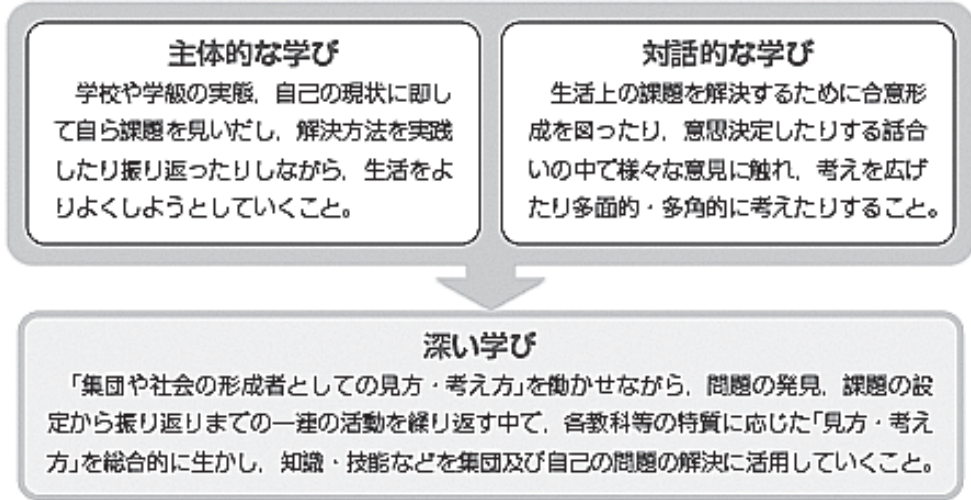 主体的な学び
学校や学級の実態，自己の現状に即し
て自ら課題を見いだし，解決方法を実践
したり振り返ったりしながら，生活をよ
りよくしようとしていくこと。
対話的な学び
生活上の課題を解決するために合意形
成を図ったり，意思決定したりする話合
いの中で様々な意見に触れ，考えを広げ
たり多面的・多角的に考えたりすること。
深い学び
「集団や社会の形成者としての見方・考え方」を働かせながら，問題の発見，課題の設
定から振り返りまでの一連の活動を繰り返す中で，各教科等の特質に応じた「見方・考え
方」を総合的に生かし，知識・技能などを集団及び自己の問題の解決に活用していくこと。